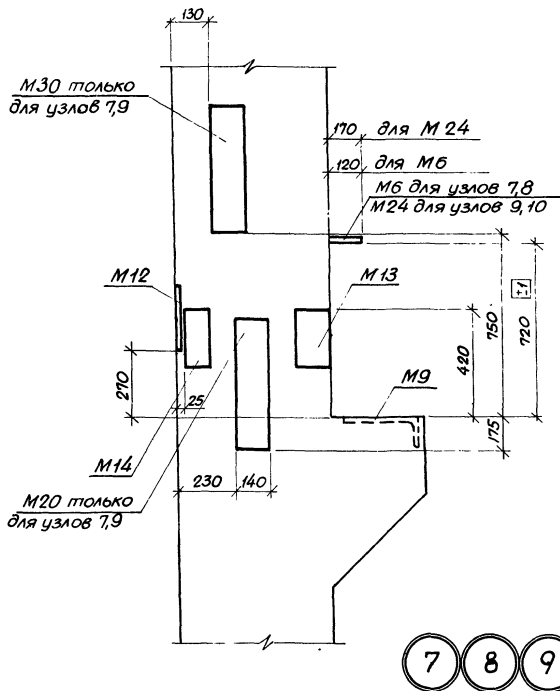 130
М30 только
для узлов 7,9
170 для М 24
120 для М6
М6 для узлов 7,8
М24 для узлов 9,10
М12
М13
±1
750
720
420
270
М9
25
175
М14
230
140
М20 только
для узлов 7,9
7 8 9